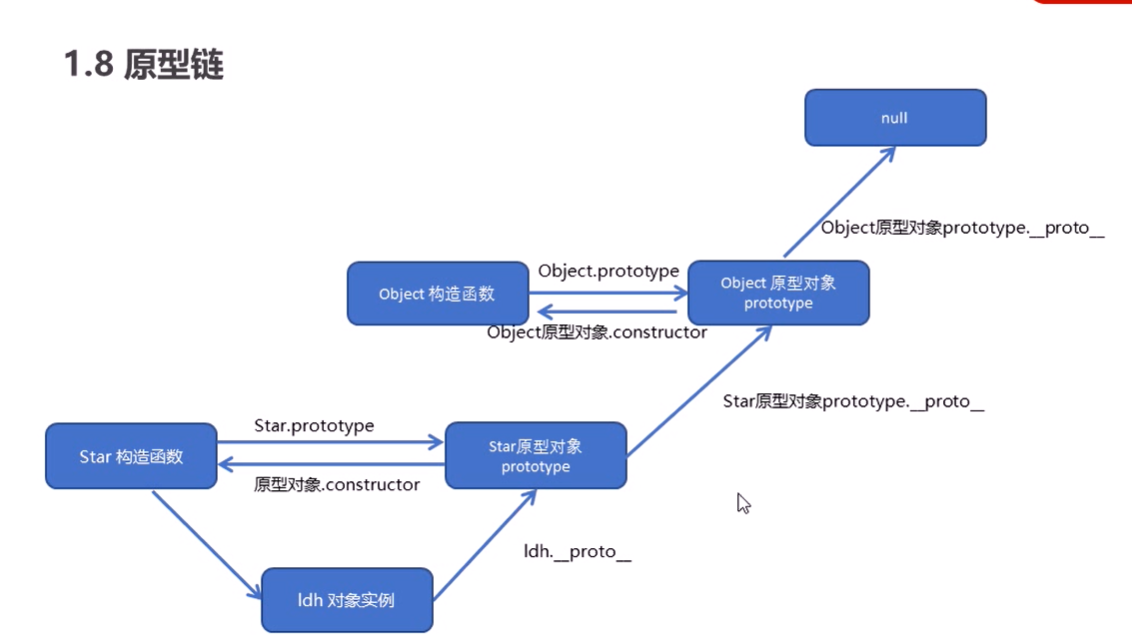 1.8 原型链
null
Object原型对象prototype.__proto__
Object.prototype
Object 构造函数
Object 原型对象
prototype
Object原型对象.constructor
Star原型对象prototype.__proto__
Star.prototype
Star 构造函数
Star原型对象
prototype
原型对象.constructor
ldh.__proto__
ldh 对象实例